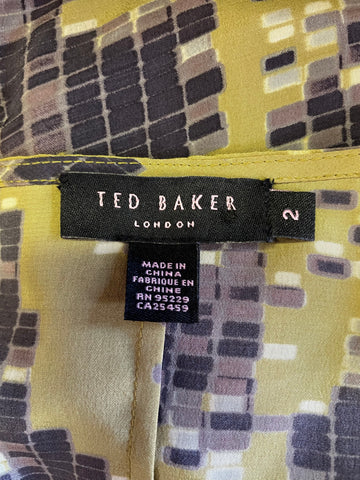 TED BAKER
LONDON
2
MADE IN
CHINA
FABRIQUE EN
CHINE
RN 95229
CA25459